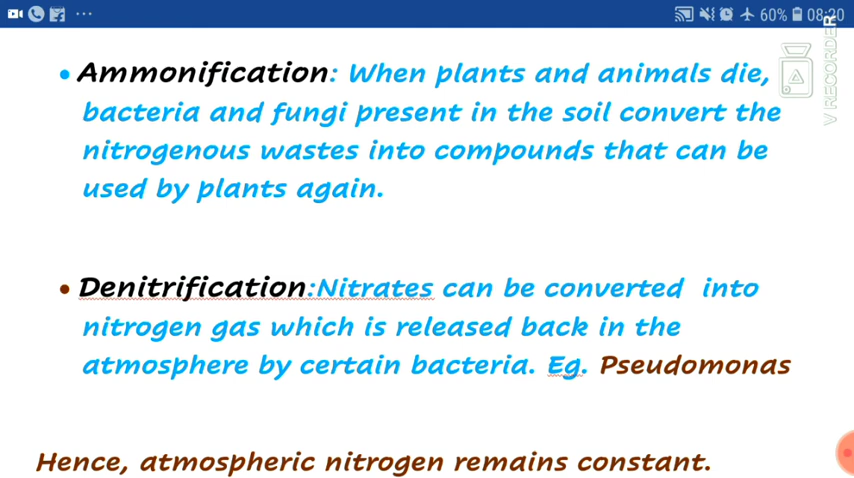 60% 08:20
V RECORDER
• Ammonification: When plants and animals die,
bacteria and fungi present in the soil convert the
nitrogenous wastes into compounds that can be
used by plants again.
• Denitrification:Nitrates can be converted into
nitrogen gas which is released back in the
atmosphere by certain bacteria. Eg. Pseudomonas
Hence, atmospheric nitrogen remains constant.